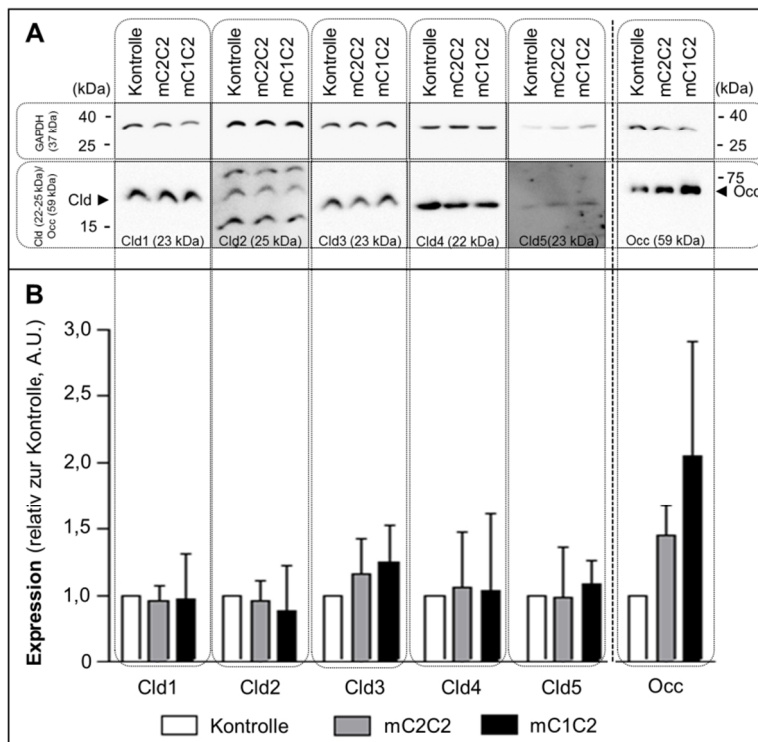 A
Kontrolle
mC2C2
mC1C2
Kontrolle
mC2C2
mC1C2
Kontrolle
mC2C2
mC1C2
Kontrolle
mC2C2
mC1C2
Kontrolle
mC2C2
mC1C2
Kontrolle
mC2C2
mC1C2
(kDa)
(kDa)
GAPDH
(37 kDa)
40 -
25 -
- 40
- 25
Cld (22-25 kDa)/
Occ (59 kDa)
Cld ►
15 -
-75
◄ Occ
Cld1 (23 kDa)
Cld2 (25 kDa)
Cld3 (23 kDa)
Cld4 (22 kDa)
Cld5(23 kDa)
Occ (59 kDa)
B
Expression (relativ zur Kontrolle, A.U.)
3,0
2,5
2,0
1,5
1,0
0
Cld1 Cld2 Cld3 Cld4 Cld5 Occ
Kontrolle mC2C2 mC1C2